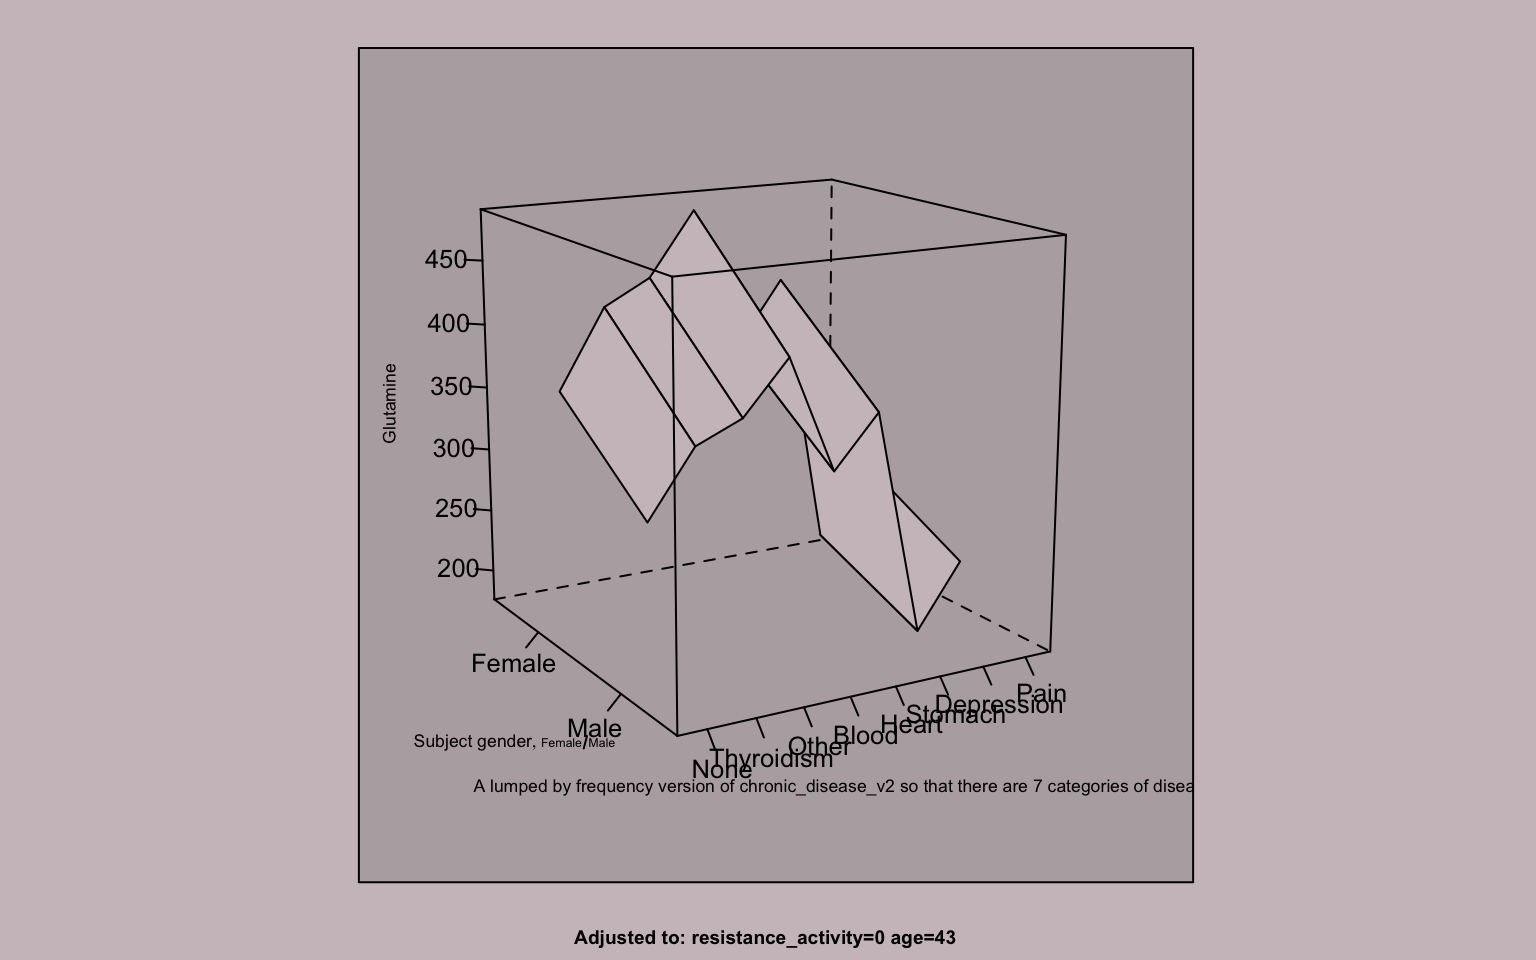 450
400
350
300
250
200
Glutamine
Female
Male
Subject gender, Female/Male
None
Thyroidism
Other
Blood
Heart
Stomach
Depression
Pain
A lumped by frequency version of chronic_disease_v2 so that there are 7 categories of disea
Adjusted to: resistance_activity=0 age=43